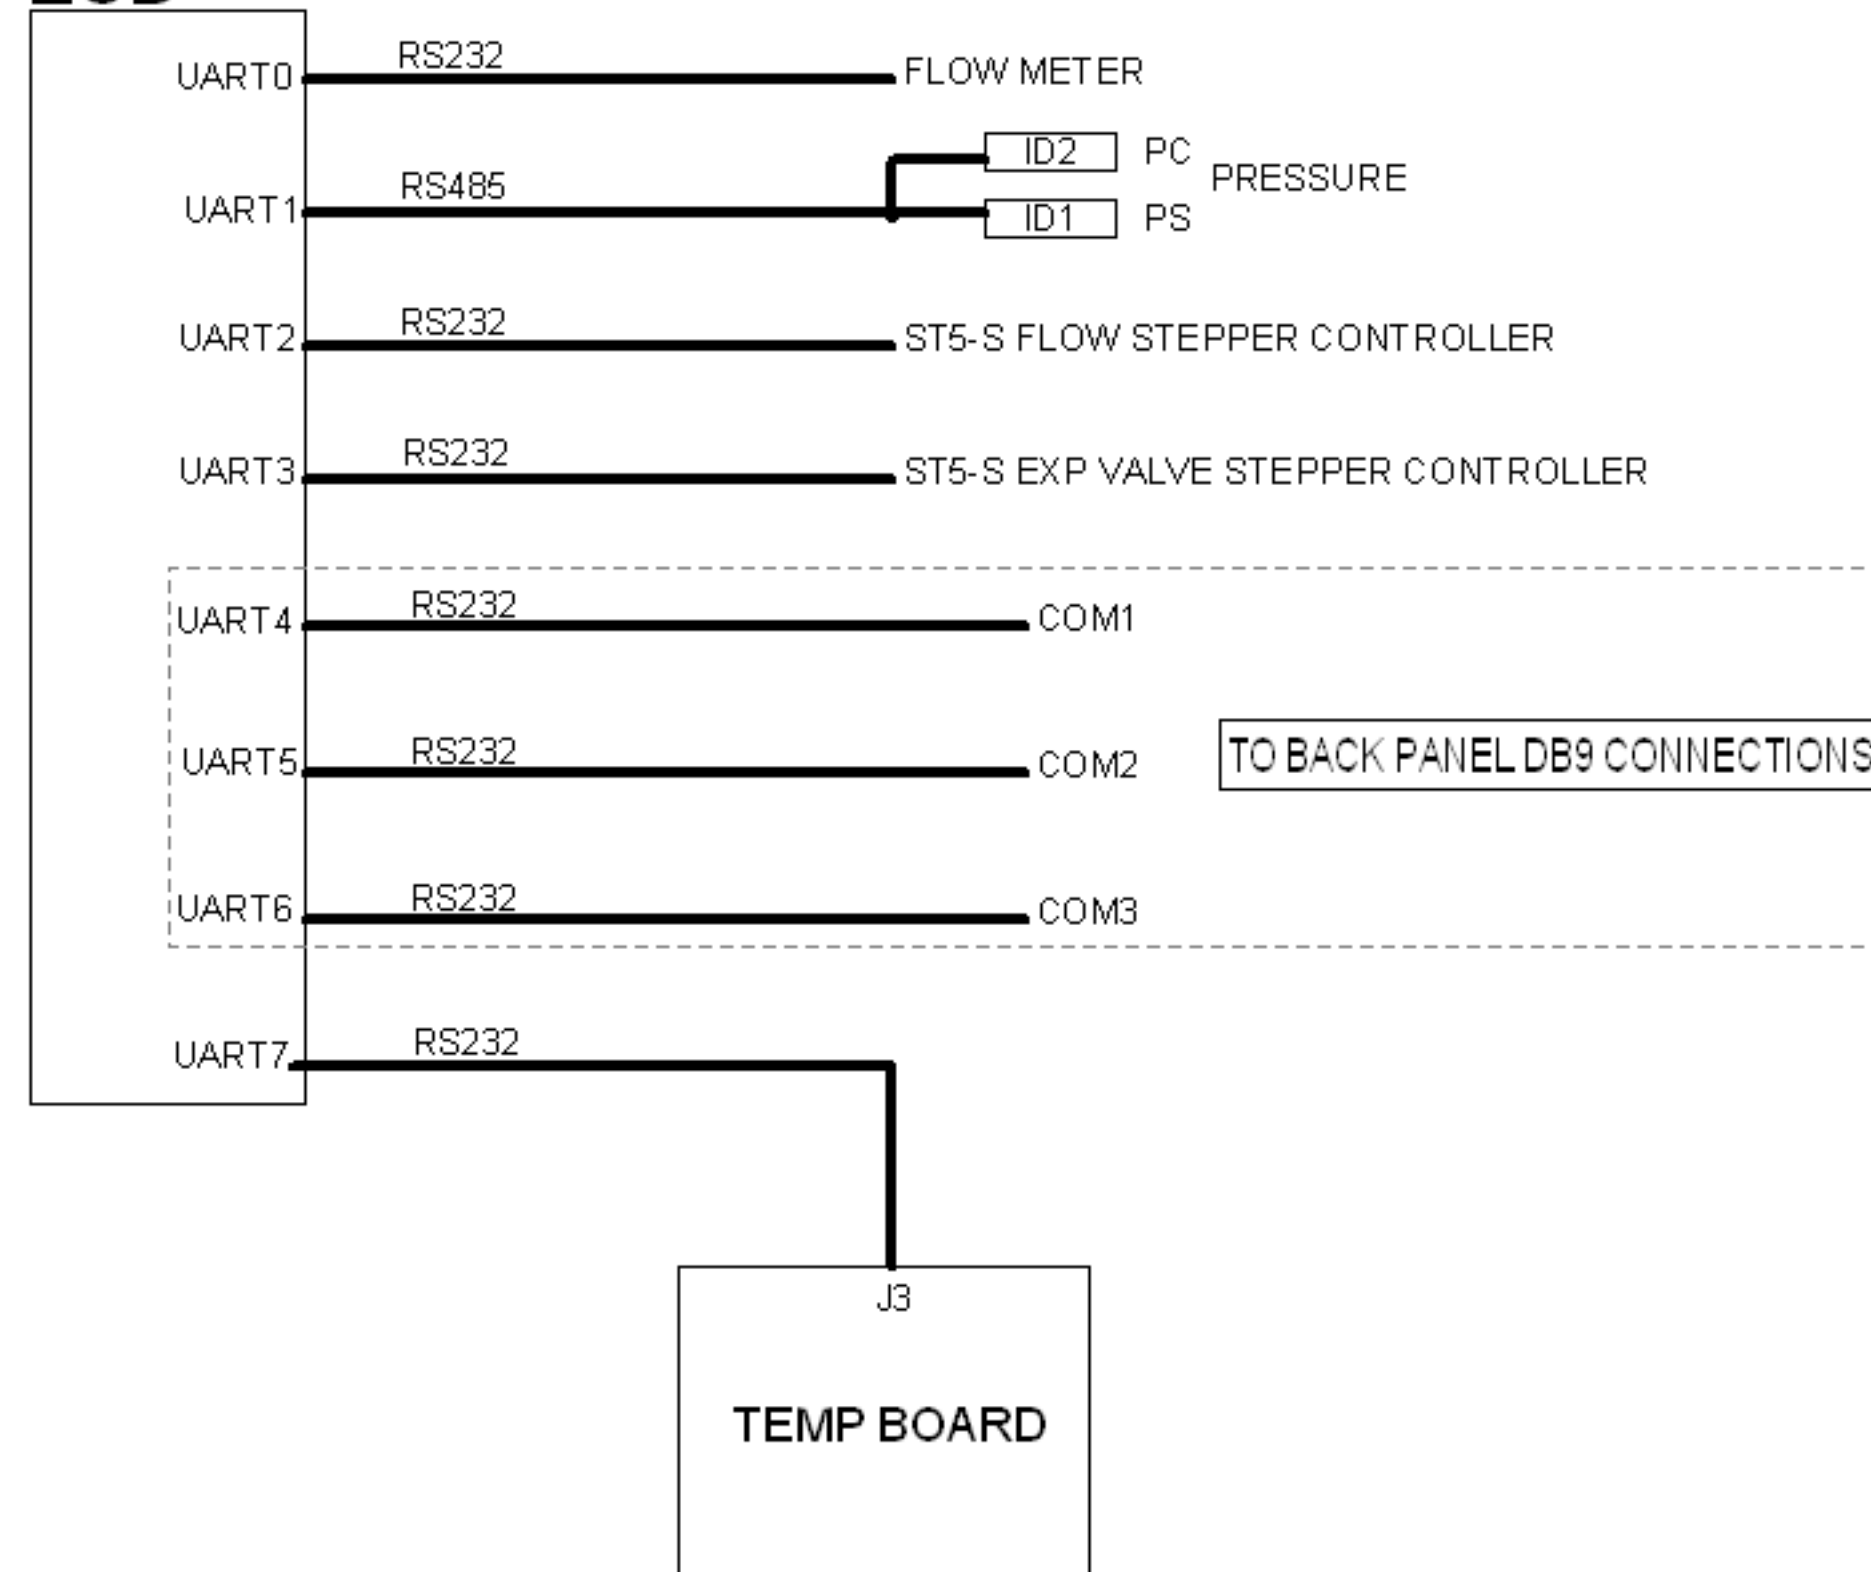 UART0 RS232 FLOW METER
ID2 PC
PRESSURE
UART1 RS485 ID1 PS
UART2 RS232 ST5-S FLOW STEPPER CONTROLLER
UART3 RS232 ST5-S EXP VALVE STEPPER CONTROLLER
UART4 RS232 COM1
UART5 RS232 COM2 TO BACK PANEL DB9 CONNECTIONS
UART6 RS232 COM3
UART7 RS232
J3
TEMP BOARD